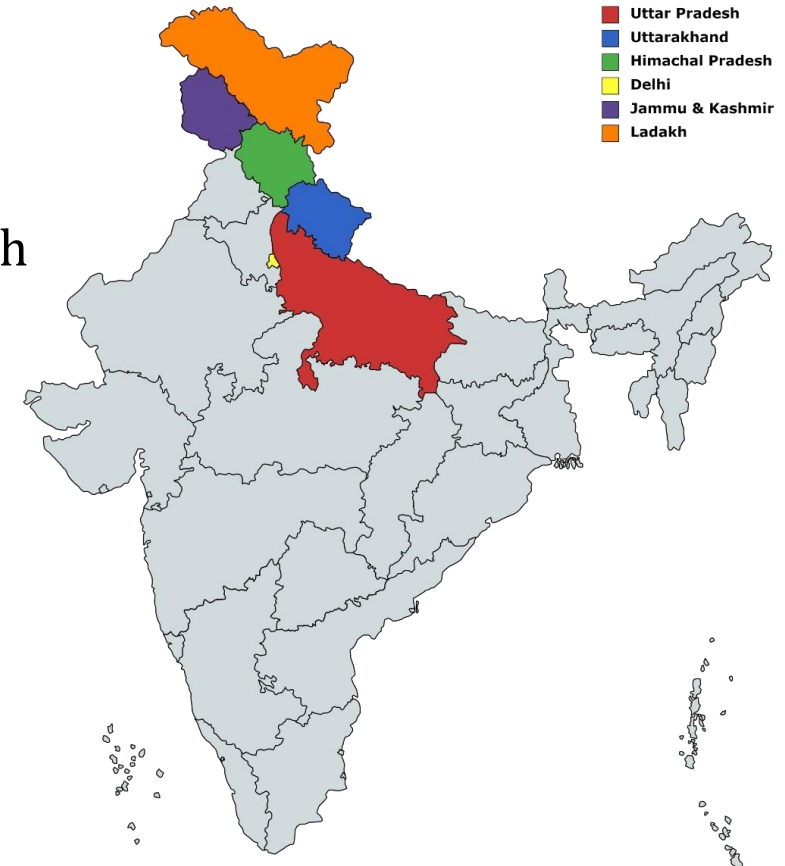 h
Uttar Pradesh
Uttarakhand
Himachal Pradesh
Delhi
Jammu & Kashmir
Ladakh